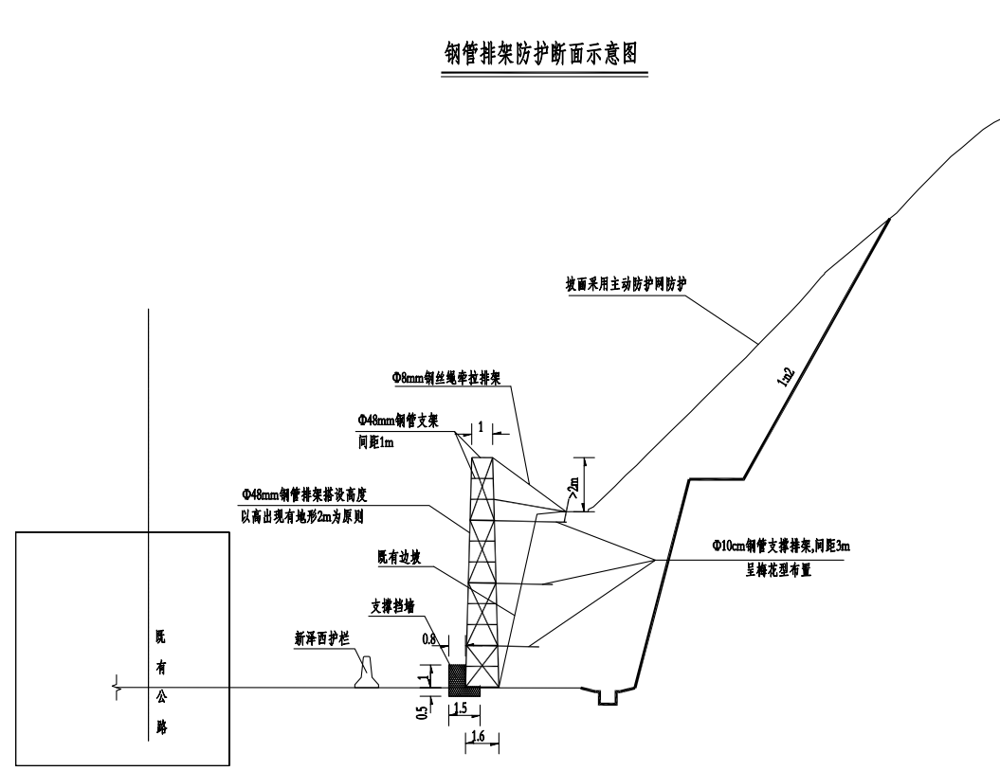 钢管排架防护断面示意图
坡面采用主动防护网防护
1:m2
Φ8mm钢丝绳牵拉排架
Φ48mm钢管支架
间距1m
1
>2m
Φ48mm钢管排架搭设高度
以高出现有地形2m为原则
Φ10cm钢管支撑排架,间距3m
呈梅花型布置
既有边坡
支撑挡墙
新泽西护栏
0.8
既有公路
1
0.5
1.5
1.6